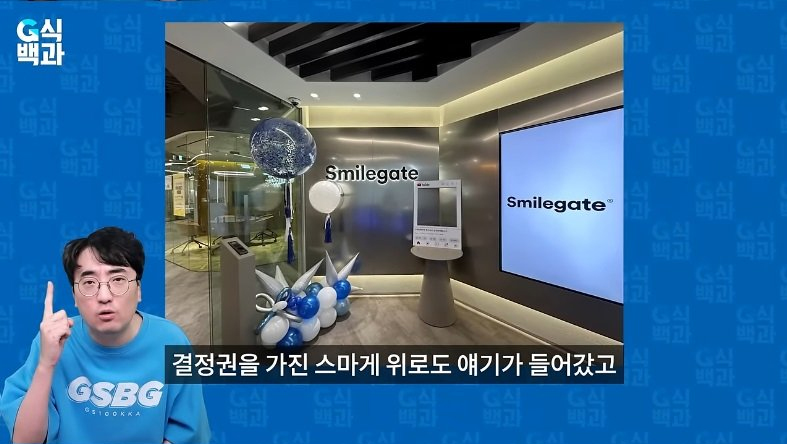 G식
백과
Smilegate
Smilegate
결정권을 가진 스마게 위로도 얘기가 들어갔고
GSBG